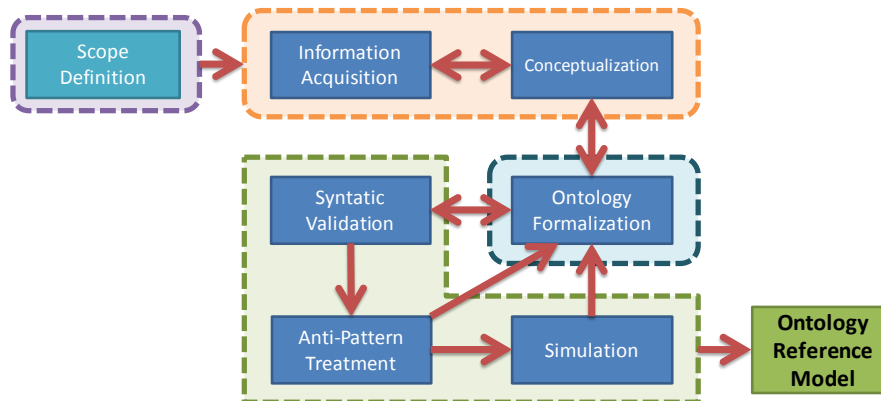 Scope
Definition
Information
Acquisition
Conceptualization
Syntatic
Validation
Ontology
Formalization
Anti-Pattern
Treatment
Simulation
Ontology
Reference
Model